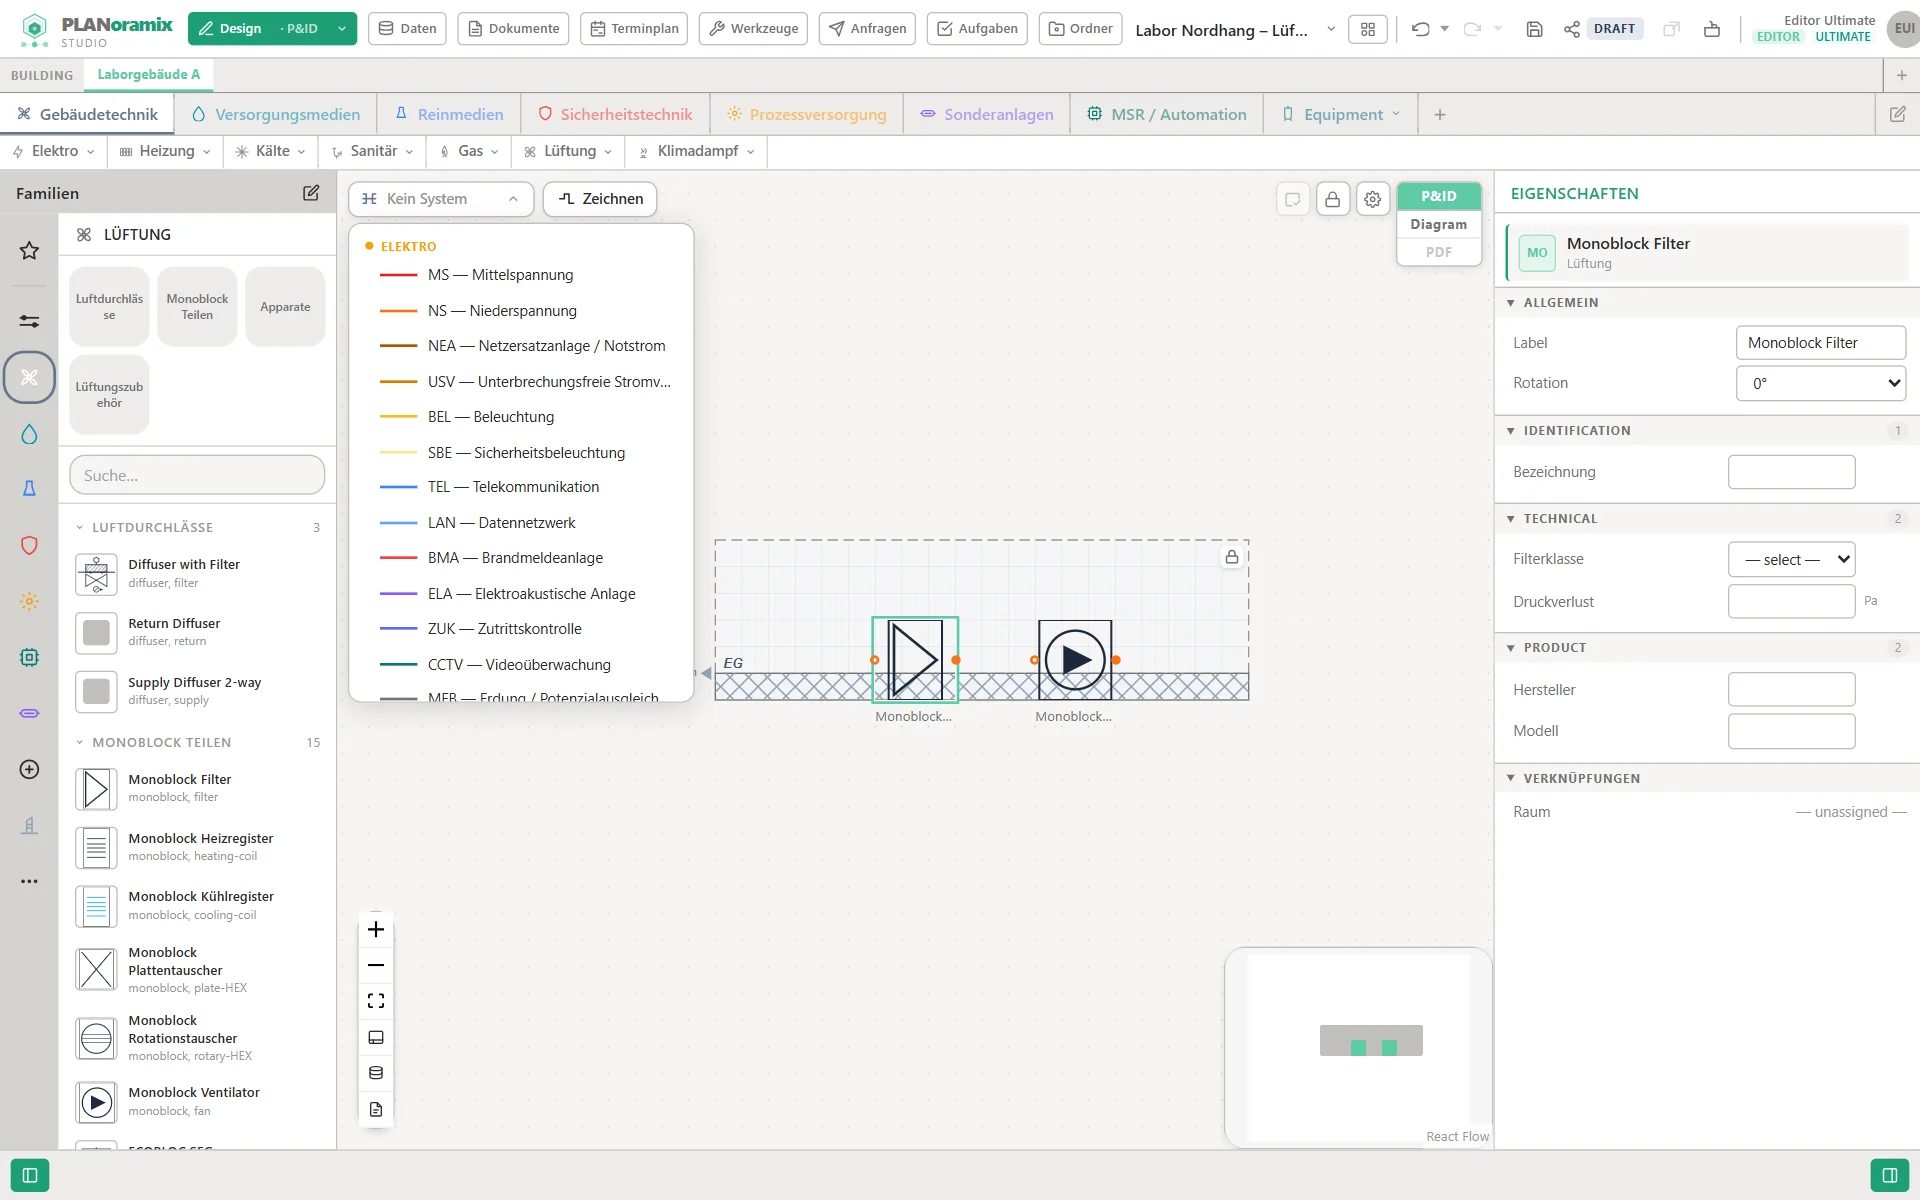 PLANoramix
STUDIO
Design · P&ID
Daten
Dokumente
Terminplan
Werkzeuge
Anfragen
Aufgaben
Ordner
Labor Nordhang – Lüf...
DRAFT
Editor Ultimate
EDITOR ULTIMATE
EUI
BUILDING
Laborgebäude A
Gebäudetechnik
Versorgungsmedien
Reinmedien
Sicherheitstechnik
Prozessversorgung
Sonderanlagen
MSR / Automation
Equipment
Elektro
Heizung
Kälte
Sanitär
Gas
Lüftung
Klimadampf
Familien
LÜFTUNG
Luftdurchläs
se
Monoblock
Teilen
Apparate
Lüftungszub
ehör
Suche...
LUFTDURCHLÄSSE 3
Diffuser with Filter
diffuser, filter
Return Diffuser
diffuser, return
Supply Diffuser 2-way
diffuser, supply
MONOBLOCK TEILEN 15
Monoblock Filter
monoblock, filter
Monoblock Heizregister
monoblock, heating-coil
Monoblock Kühlregister
monoblock, cooling-coil
Monoblock
Plattentauscher
monoblock, plate-HEX
Monoblock
Rotationstauscher
monoblock, rotary-HEX
Monoblock Ventilator
monoblock, fan
Kein System
Zeichnen
ELEKTRO
MS — Mittelspannung
NS — Niederspannung
NEA — Netzersatzanlage / Notstrom
USV — Unterbrechungsfreie Stromv...
BEL — Beleuchtung
SBE — Sicherheitsbeleuchtung
TEL — Telekommunikation
LAN — Datennetzwerk
BMA — Brandmeldeanlage
ELA — Elektroakustische Anlage
ZUK — Zutrittskontrolle
CCTV — Videoüberwachung
MEB — Erdung / Potenzialausgleich
P&ID
Diagram
PDF
EG
Monoblock...
Monoblock...
React Flow
EIGENSCHAFTEN
MO
Monoblock Filter
Lüftung
ALLGEMEIN
Label Monoblock Filter
Rotation 0°
IDENTIFICATION 1
Bezeichnung
TECHNICAL 2
Filterklasse — select —
Druckverlust Pa
PRODUCT 2
Hersteller
Modell
VERKNÜPFUNGEN
Raum — unassigned —